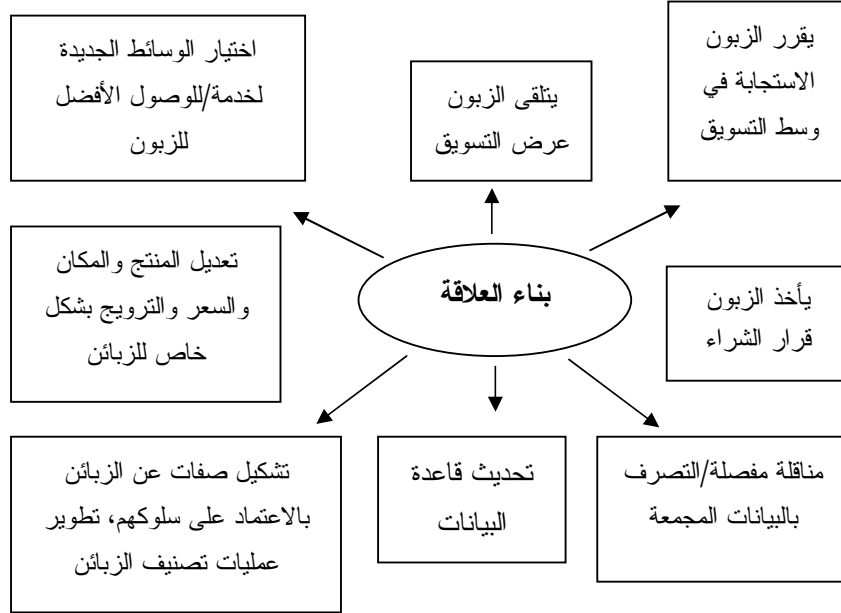 يقرر الزبون
الاستجابة في
وسط التسويق
يتلقى الزبون
عرض التسويق
اختيار الوسائط الجديدة
لخدمة/للوصول الأفضل
للزبون
يأخذ الزبون
قرار الشراء
بناء العلاقة
تعديل المنتج والمكان
والسعر والترويج بشكل
خاص للزبائن
مناقلة مفصلة/التصرف
بالبيانات المجمعة
تحديث قاعدة
البيانات
تشكيل صفات عن الزبائن
بالاعتماد على سلوكهم، تطوير
عمليات تصنيف الزبائن